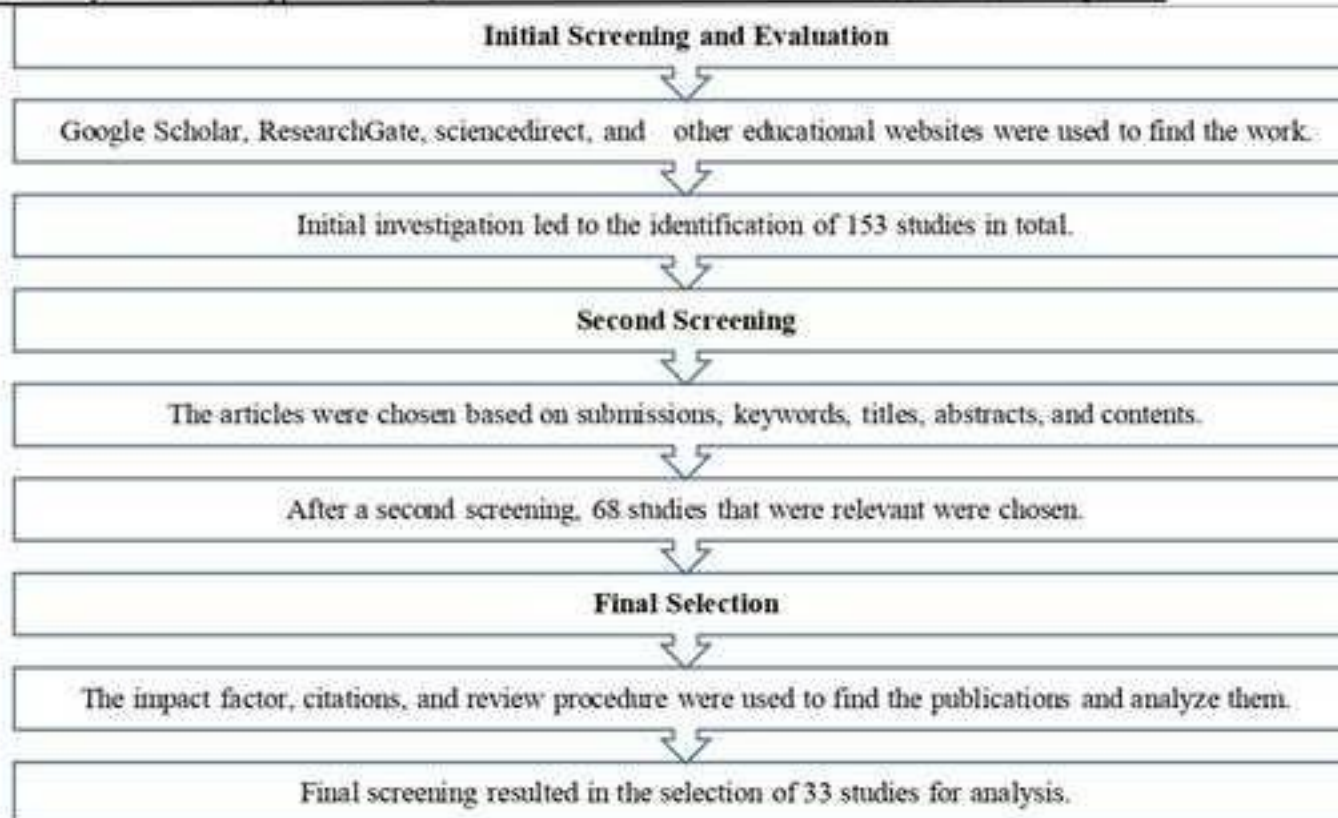 Initial Screening and Evaluation
Google Scholar, ResearchGate, sciencedirect, and other educational websites were used to find the work.
Initial investigation led to the identification of 153 studies in total.
Second Screening
The articles were chosen based on submissions, keywords, titles, abstracts, and contents.
After a second screening, 68 studies that were relevant were chosen.
Final Selection
The impact factor, citations, and review procedure were used to find the publications and analyze them.
Final screening resulted in the selection of 33 studies for analysis.